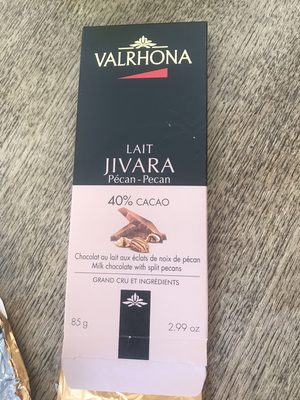 VALRHONA
LAIT
JIVARA
Pécan - Pecan
40% CACAO
Chocolat au lait aux éclats de noix de pécan
Milk chocolate with split pecans
GRAND CRU ET INGRÉDIENTS
85 g 2.99 oz